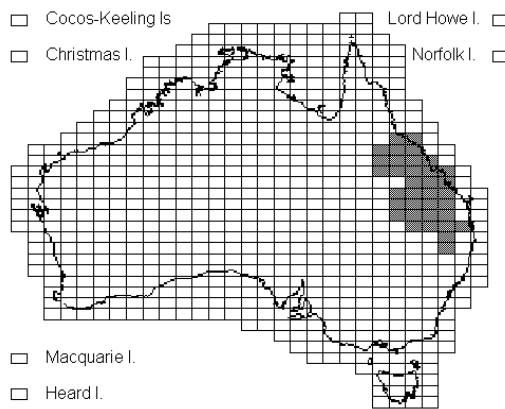 Cocos-Keeling Is
Lord Howe I.
Christmas I.
Norfolk I.
Macquarie I.
Heard I.